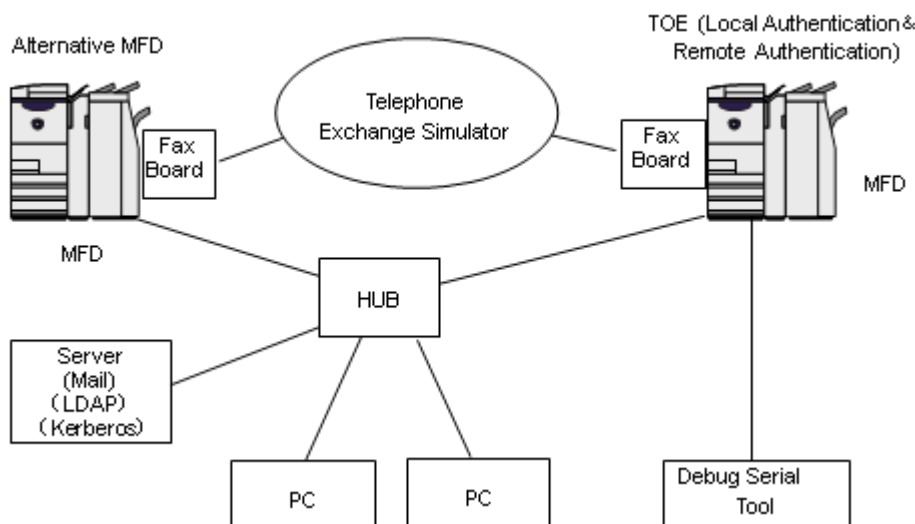 Alternative MFD
TOE (Local Authentication&
Remote Authentication)
Telephone
Exchange Simulator
Fax
Board
Fax
Board
MFD
MFD
HUB
Server
(Mail)
(LDAP)
(Kerberos)
PC
PC
Debug Serial
Tool